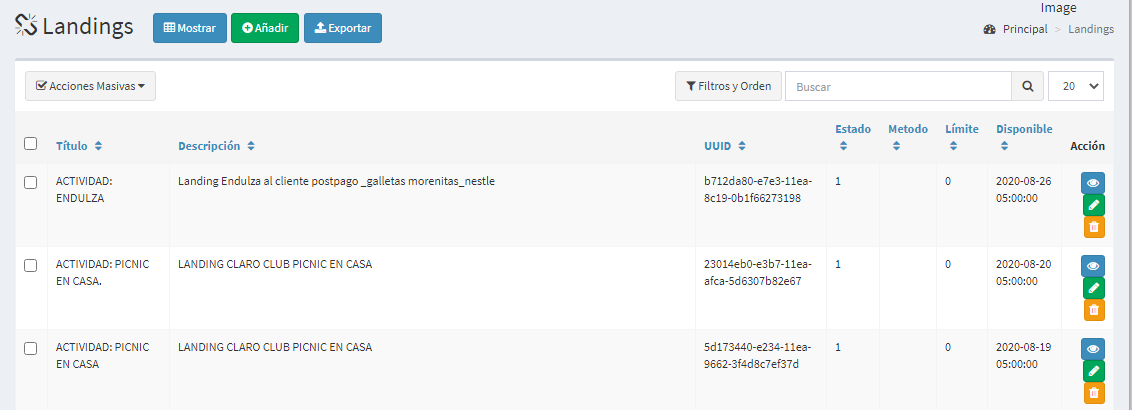 Image
Landings
Mostrar
Añadir
Exportar
Principal > Landings
Acciones Masivas
Filtros y Orden
Buscar
20
Título
Descripción
UUID
Estado
Metodo
Límite
Disponible
Acción
ACTIVIDAD:
ENDULZA
Landing Endulza al cliente postpago _galletas morenitas_nestle
b712da80-e7e3-11ea-
8c19-0b1f66273198
1
0
2020-08-26
05:00:00
ACTIVIDAD: PICNIC
EN CASA.
LANDING CLARO CLUB PICNIC EN CASA
23014eb0-e3b7-11ea-
afca-5d6307b82e67
1
0
2020-08-20
05:00:00
ACTIVIDAD: PICNIC
EN CASA
LANDING CLARO CLUB PICNIC EN CASA
5d173440-e234-11ea-
9662-3f4d8c7ef37d
1
0
2020-08-19
05:00:00